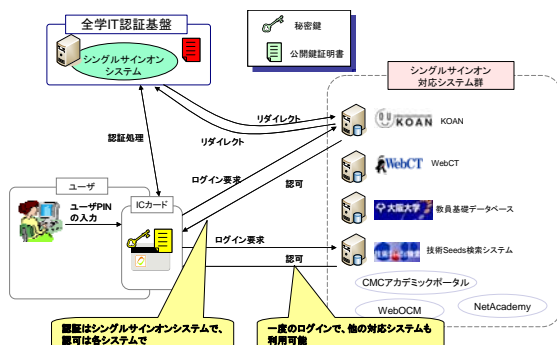 全学IT認証基盤
シングルサインオン
システム
秘密鍵
公開鍵証明書
シングルサインオン
対応システム群
リダイレクト
リダイレクト
KOAN
KOAN
認証処理
ログイン要求
認可
WebCT
WebCT
ユーザ
ユーザPIN
の入力
ICカード
大阪大学
教員基礎データベース
ログイン要求
認可
技術Seeds検索システム
CMCアカデミックポータル
WebOCM
NetAcademy
認証はシングルサインオンシステムで、
認可は各システムで
一度のログインで、他の対応システムも
利用可能